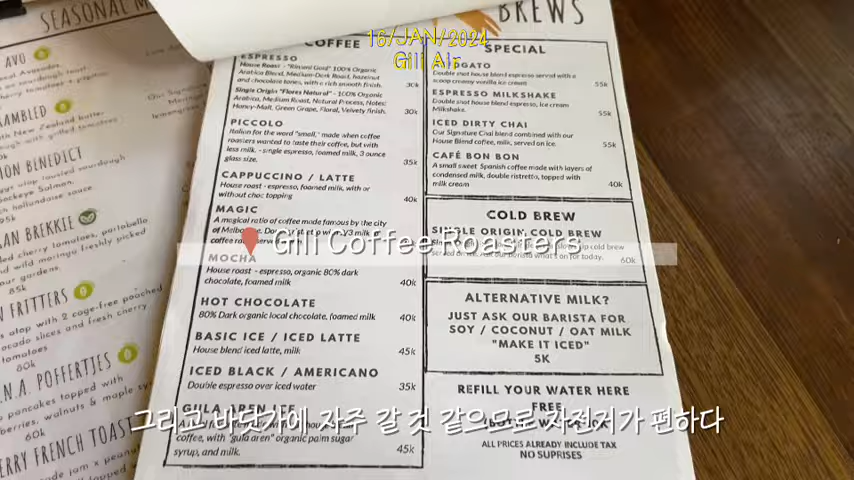 16/JAN/2024
Gili Air
Gili Coffee Roasters
그리고 바닷가에 자주 갈 것 같으므로 자전거가 편하다
SEASONAL
AVO
BENEDICT
sockeye Salmon,
hollandaise sauce
BREKKIE
85k
FRITTERS
tomatoes
60k
POFFERTJES
pancakes topped with
60k
FRENCH TOAST
COFFEE
ESPRESSO
House Roast - "Rinjani Gold" 100% Organic
Arabica Blend, Medium-Dark Roast, hazelnut
and chocolate tones, with a rich smooth finish.
30k
Single Origin "Flores Natural" - 100% Organic
Arabica, Medium Roast, Natural Process, Notes:
Honey-Malt, Green Grape, Floral, Velvety finish.
30k
PICCOLO
Italian for the word "small," made when coffee
roasters wanted to taste their coffee, but with
less milk. - single espresso, foamed milk, 3 ounce
glass size.
35k
CAPPUCCINO / LATTE
House roast - espresso, foamed milk, with or
without choc topping
40k
MAGIC
A magical ratio of coffee made famous by the city
MOCHA
House roast - espresso, organic 80% dark
chocolate, foamed milk
40k
HOT CHOCOLATE
80% Dark organic local chocolate, foamed milk
40k
BASIC ICE / ICED LATTE
House blend iced latte, milk
45k
ICED BLACK / AMERICANO
Double espresso over iced water
35k
coffee, with "gula aren" organic palm sugar
syrup, and milk.
45k
BREWS
SPECIAL
Double shot house blend espresso served with a
scoop creamy vanilla ice cream
55k
ESPRESSO MILKSHAKE
Double shot house blend espresso, ice cream
Milkshake.
55k
ICED DIRTY CHAI
Our Signature Chai blend combined with our
House Blend coffee, milk, served on ice.
55k
CAFÉ BON BON
A small sweet Spanish coffee made with layers of
condensed milk, double ristretto, topped with
milk cream
40k
COLD BREW
SINGLE ORIGIN, COLD BREW
60k
ALTERNATIVE MILK?
JUST ASK OUR BARISTA FOR
SOY / COCONUT / OAT MILK
"MAKE IT ICED"
5K
REFILL YOUR WATER HERE
FREE
ALL PRICES ALREADY INCLUDE TAX
NO SUPRISES